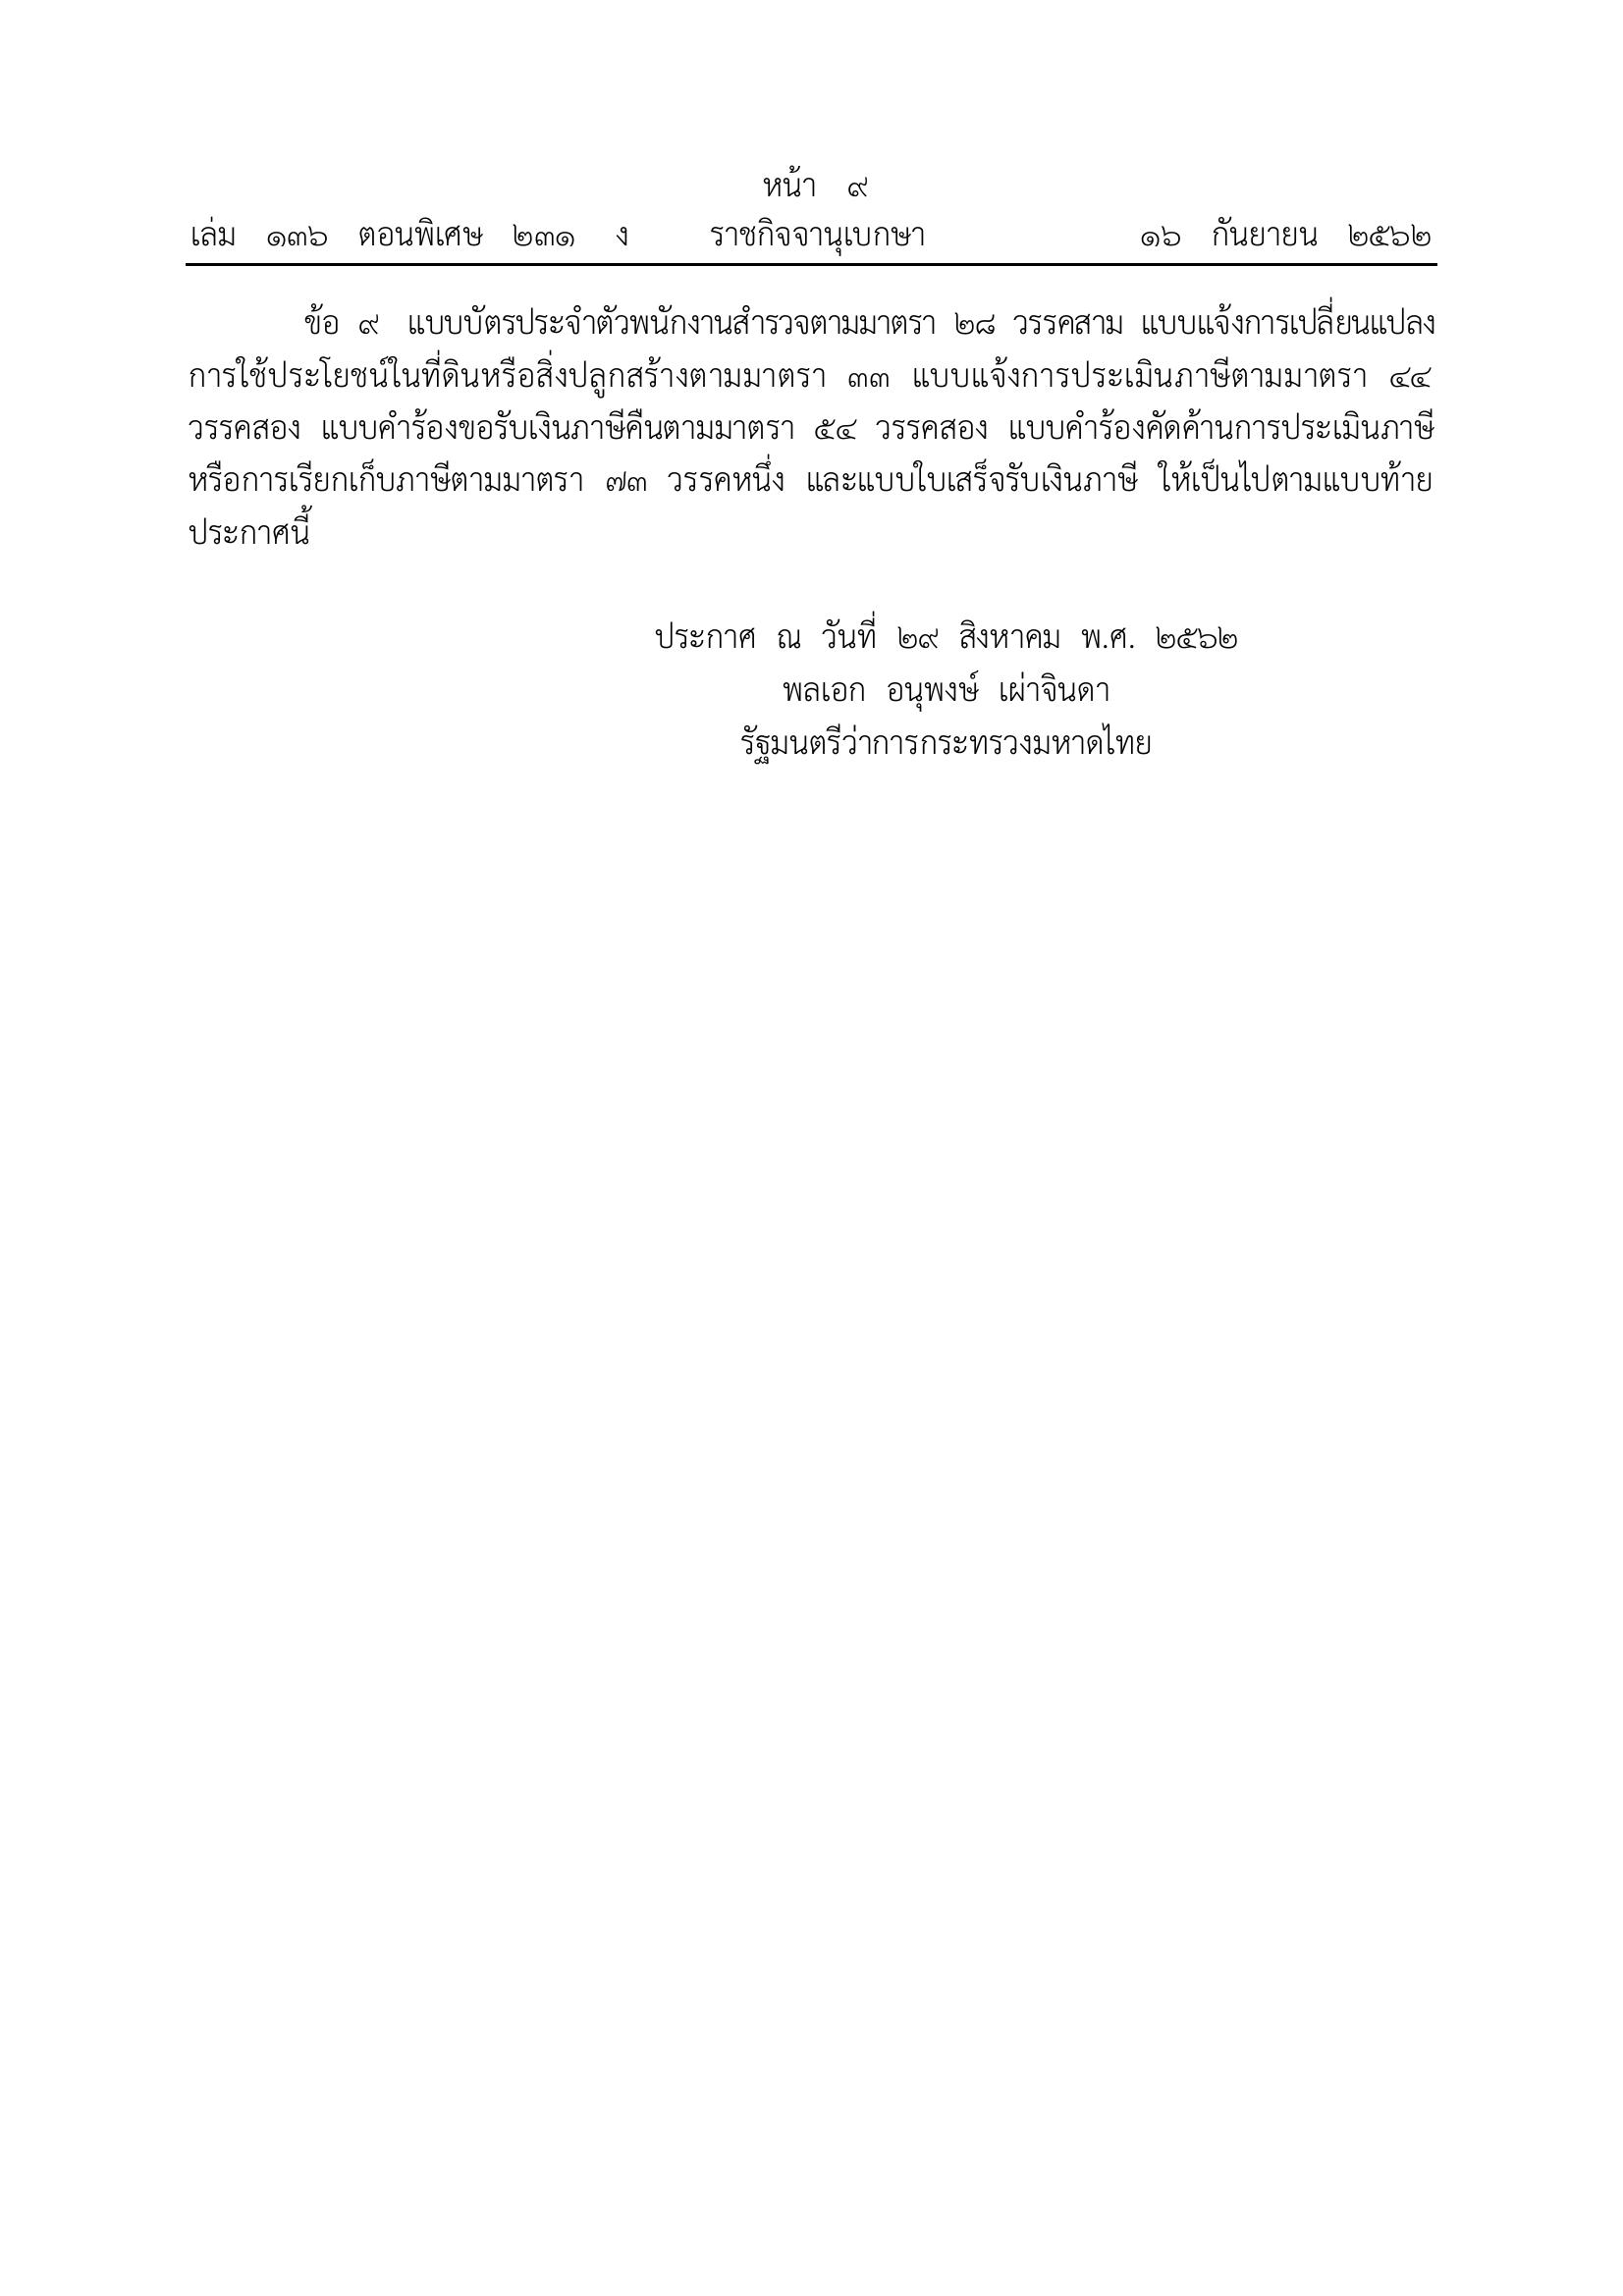 หน้า ๙
เล่ม ๑๓๖ ตอนพิเศษ ๒๓๑ ง ราชกิจจานุเบกษา ๑๖ กันยายน ๒๕๖๒
ข้อ ๙ แบบบัตรประจำตัวพนักงานสำรวจตามมาตรา ๒๘ วรรคสาม แบบแจ้งการเปลี่ยนแปลง
การใช้ประโยชน์ในที่ดินหรือสิ่งปลูกสร้างตามมาตรา ๓๓ แบบแจ้งการประเมินภาษีตามมาตรา ๔๔
วรรคสอง แบบคำร้องขอรับเงินภาษีคืนตามมาตรา ๕๔ วรรคสอง แบบคำร้องคัดค้านการประเมินภาษี
หรือการเรียกเก็บภาษีตามมาตรา ๗๓ วรรคหนึ่ง และแบบใบเสร็จรับเงินภาษี ให้เป็นไปตามแบบท้าย
ประกาศนี้
ประกาศ ณ วันที่ ๒๙ สิงหาคม พ.ศ. ๒๕๖๒
พลเอก อนุพงษ์ เผ่าจินดา
รัฐมนตรีว่าการกระทรวงมหาดไทย